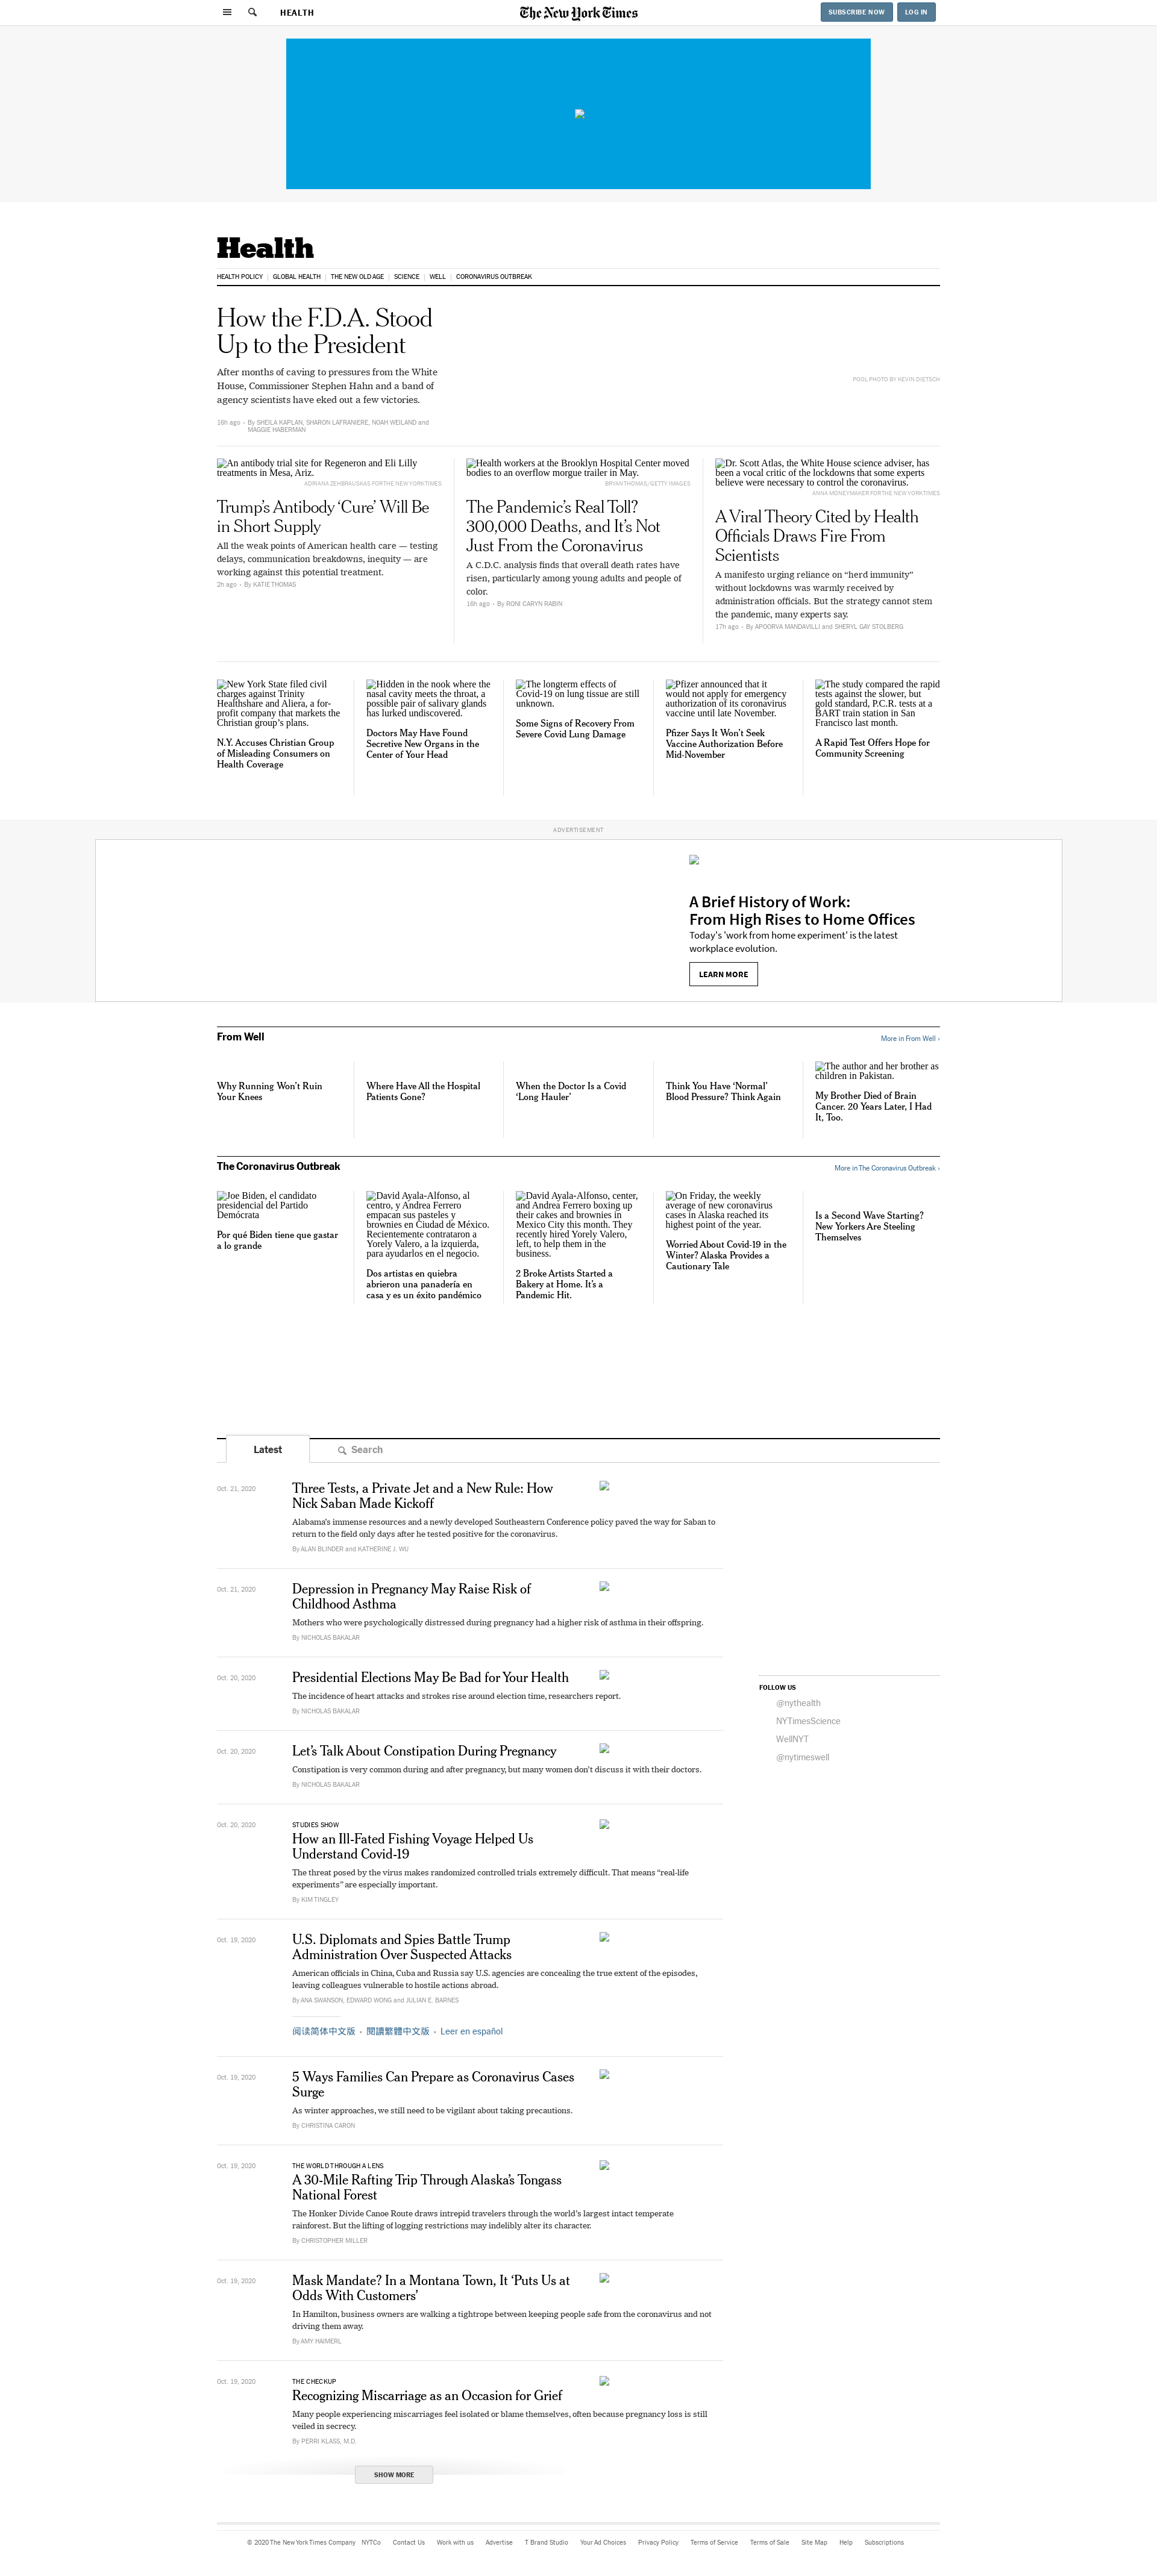 HEALTH
The New York Times
SUBSCRIBE NOW
LOG IN
Health
HEALTH POLICY | GLOBAL HEALTH | THE NEW OLD AGE | SCIENCE | WELL | CORONAVIRUS OUTBREAK
How the F.D.A. Stood
Up to the President
After months of caving to pressures from the White
House, Commissioner Stephen Hahn and a band of
agency scientists have eked out a few victories.
16h ago • By SHEILA KAPLAN, SHARON LAFRANIERE, NOAH WEILAND and
MAGGIE HABERMAN
POOL PHOTO BY KEVIN DIETSCH
An antibody trial site for Regeneron and Eli Lilly
treatments in Mesa, Ariz.
ADRIANA ZEHBRAUSKAS FOR THE NEW YORK TIMES
Trump's Antibody ‘Cure’ Will Be
in Short Supply
All the weak points of American health care — testing
delays, communication breakdowns, inequity — are
working against this potential treatment.
2h ago • By KATIE THOMAS
Health workers at the Brooklyn Hospital Center moved
bodies to an overflow morgue trailer in May.
BRYAN THOMAS/GETTY IMAGES
The Pandemic’s Real Toll?
300,000 Deaths, and It’s Not
Just From the Coronavirus
A C.D.C. analysis finds that overall death rates have
risen, particularly among young adults and people of
color.
16h ago • By RONI CARYN RABIN
Dr. Scott Atlas, the White House science adviser, has
been a vocal critic of the lockdowns that some experts
believe were necessary to control the coronavirus.
ANNA MONEYMAKER FOR THE NEW YORK TIMES
A Viral Theory Cited by Health
Officials Draws Fire From
Scientists
A manifesto urging reliance on “herd immunity”
without lockdowns was warmly received by
administration officials. But the strategy cannot stem
the pandemic, many experts say.
17h ago • By APOORVA MANDAVILLI and SHERYL GAY STOLBERG
New York State filed civil
charges against Trinity
Healthshare and Aliera, a for-
profit company that markets the
Christian group’s plans.
N.Y. Accuses Christian Group
of Misleading Consumers on
Health Coverage
Hidden in the nook where the
nasal cavity meets the throat, a
possible pair of salivary glands
has lurked undiscovered.
Doctors May Have Found
Secretive New Organs in the
Center of Your Head
The longterm effects of
Covid-19 on lung tissue are still
unknown.
Some Signs of Recovery From
Severe Covid Lung Damage
Pfizer announced that it
would not apply for emergency
authorization of its coronavirus
vaccine until late November.
Pfizer Says It Won’t Seek
Vaccine Authorization Before
Mid-November
The study compared the rapid
tests against the slower, but
gold standard, P.C.R. tests at a
BART train station in San
Francisco last month.
A Rapid Test Offers Hope for
Community Screening
ADVERTISEMENT
A Brief History of Work:
From High Rises to Home Offices
Today's 'work from home experiment' is the latest
workplace evolution.
LEARN MORE
From Well
More in From Well ›
Why Running Won’t Ruin
Your Knees
Where Have All the Hospital
Patients Gone?
When the Doctor Is a Covid
‘Long Hauler’
Think You Have ‘Normal’
Blood Pressure? Think Again
The author and her brother as
children in Pakistan.
My Brother Died of Brain
Cancer. 20 Years Later, I Had
It, Too.
The Coronavirus Outbreak
More in The Coronavirus Outbreak ›
Joe Biden, el candidato
presidencial del Partido
Demócrata
Por qué Biden tiene que gastar
a lo grande
David Ayala-Alfonso, al
centro, y Andrea Ferrero
empacan sus pasteles y
brownies en Ciudad de México.
Recientemente contrataron a
Yorely Valero, a la izquierda,
para ayudarlos en el negocio.
Dos artistas en quiebra
abrieron una panadería en
casa y es un éxito pandémico
David Ayala-Alfonso, center,
and Andrea Ferrero boxing up
their cakes and brownies in
Mexico City this month. They
recently hired Yorely Valero,
left, to help them in the
business.
2 Broke Artists Started a
Bakery at Home. It’s a
Pandemic Hit.
On Friday, the weekly
average of new coronavirus
cases in Alaska reached its
highest point of the year.
Worried About Covid-19 in the
Winter? Alaska Provides a
Cautionary Tale
Is a Second Wave Starting?
New Yorkers Are Steeling
Themselves
Latest
Search
Oct. 21, 2020
Three Tests, a Private Jet and a New Rule: How
Nick Saban Made Kickoff
Alabama’s immense resources and a newly developed Southeastern Conference policy paved the way for Saban to
return to the field only days after he tested positive for the coronavirus.
By ALAN BLINDER and KATHERINE J. WU
Oct. 21, 2020
Depression in Pregnancy May Raise Risk of
Childhood Asthma
Mothers who were psychologically distressed during pregnancy had a higher risk of asthma in their offspring.
By NICHOLAS BAKALAR
Oct. 20, 2020
Presidential Elections May Be Bad for Your Health
The incidence of heart attacks and strokes rise around election time, researchers report.
By NICHOLAS BAKALAR
FOLLOW US
@nythealth
NYTimesScience
WellNYT
@nytimeswell
Oct. 20, 2020
Let’s Talk About Constipation During Pregnancy
Constipation is very common during and after pregnancy, but many women don’t discuss it with their doctors.
By NICHOLAS BAKALAR
Oct. 20, 2020
STUDIES SHOW
How an Ill-Fated Fishing Voyage Helped Us
Understand Covid-19
The threat posed by the virus makes randomized controlled trials extremely difficult. That means “real-life
experiments” are especially important.
By KIM TINGLEY
Oct. 19, 2020
U.S. Diplomats and Spies Battle Trump
Administration Over Suspected Attacks
American officials in China, Cuba and Russia say U.S. agencies are concealing the true extent of the episodes,
leaving colleagues vulnerable to hostile actions abroad.
By ANA SWANSON, EDWARD WONG and JULIAN E. BARNES
阅读简体中文版 • 閱讀繁體中文版 • Leer en español
Oct. 19, 2020
5 Ways Families Can Prepare as Coronavirus Cases
Surge
As winter approaches, we still need to be vigilant about taking precautions.
By CHRISTINA CARON
Oct. 19, 2020
THE WORLD THROUGH A LENS
A 30-Mile Rafting Trip Through Alaska’s Tongass
National Forest
The Honker Divide Canoe Route draws intrepid travelers through the world’s largest intact temperate
rainforest. But the lifting of logging restrictions may indelibly alter its character.
By CHRISTOPHER MILLER
Oct. 19, 2020
Mask Mandate? In a Montana Town, It ‘Puts Us at
Odds With Customers’
In Hamilton, business owners are walking a tightrope between keeping people safe from the coronavirus and not
driving them away.
By AMY HAIMERL
Oct. 19, 2020
THE CHECKUP
Recognizing Miscarriage as an Occasion for Grief
Many people experiencing miscarriages feel isolated or blame themselves, often because pregnancy loss is still
veiled in secrecy.
By PERRI KLASS, M.D.
SHOW MORE
© 2020 The New York Times Company NYTCo Contact Us Work with us Advertise T Brand Studio Your Ad Choices Privacy Policy Terms of Service Terms of Sale Site Map Help Subscriptions